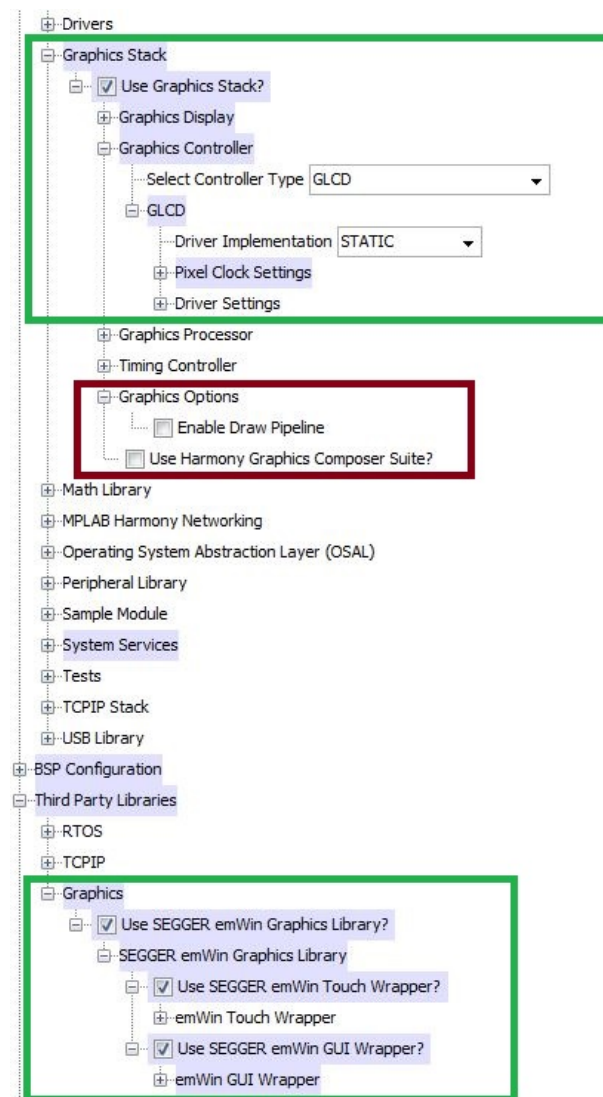 Drivers
Graphics Stack
Use Graphics Stack?
Graphics Display
Graphics Controller
Select Controller Type GLCD
GLCD
Driver Implementation STATIC
Pixel Clock Settings
Driver Settings
Graphics Processor
Timing Controller
Graphics Options
Enable Draw Pipeline
Use Harmony Graphics Composer Suite?
Math Library
MPLAB Harmony Networking
Operating System Abstraction Layer (OSAL)
Peripheral Library
Sample Module
System Services
Tests
TCPIP Stack
USB Library
BSP Configuration
Third Party Libraries
RTOS
TCPIP
Graphics
Use SEGGER emWin Graphics Library?
SEGGER emWin Graphics Library
Use SEGGER emWin Touch Wrapper?
emWin Touch Wrapper
Use SEGGER emWin GUI Wrapper?
emWin GUI Wrapper